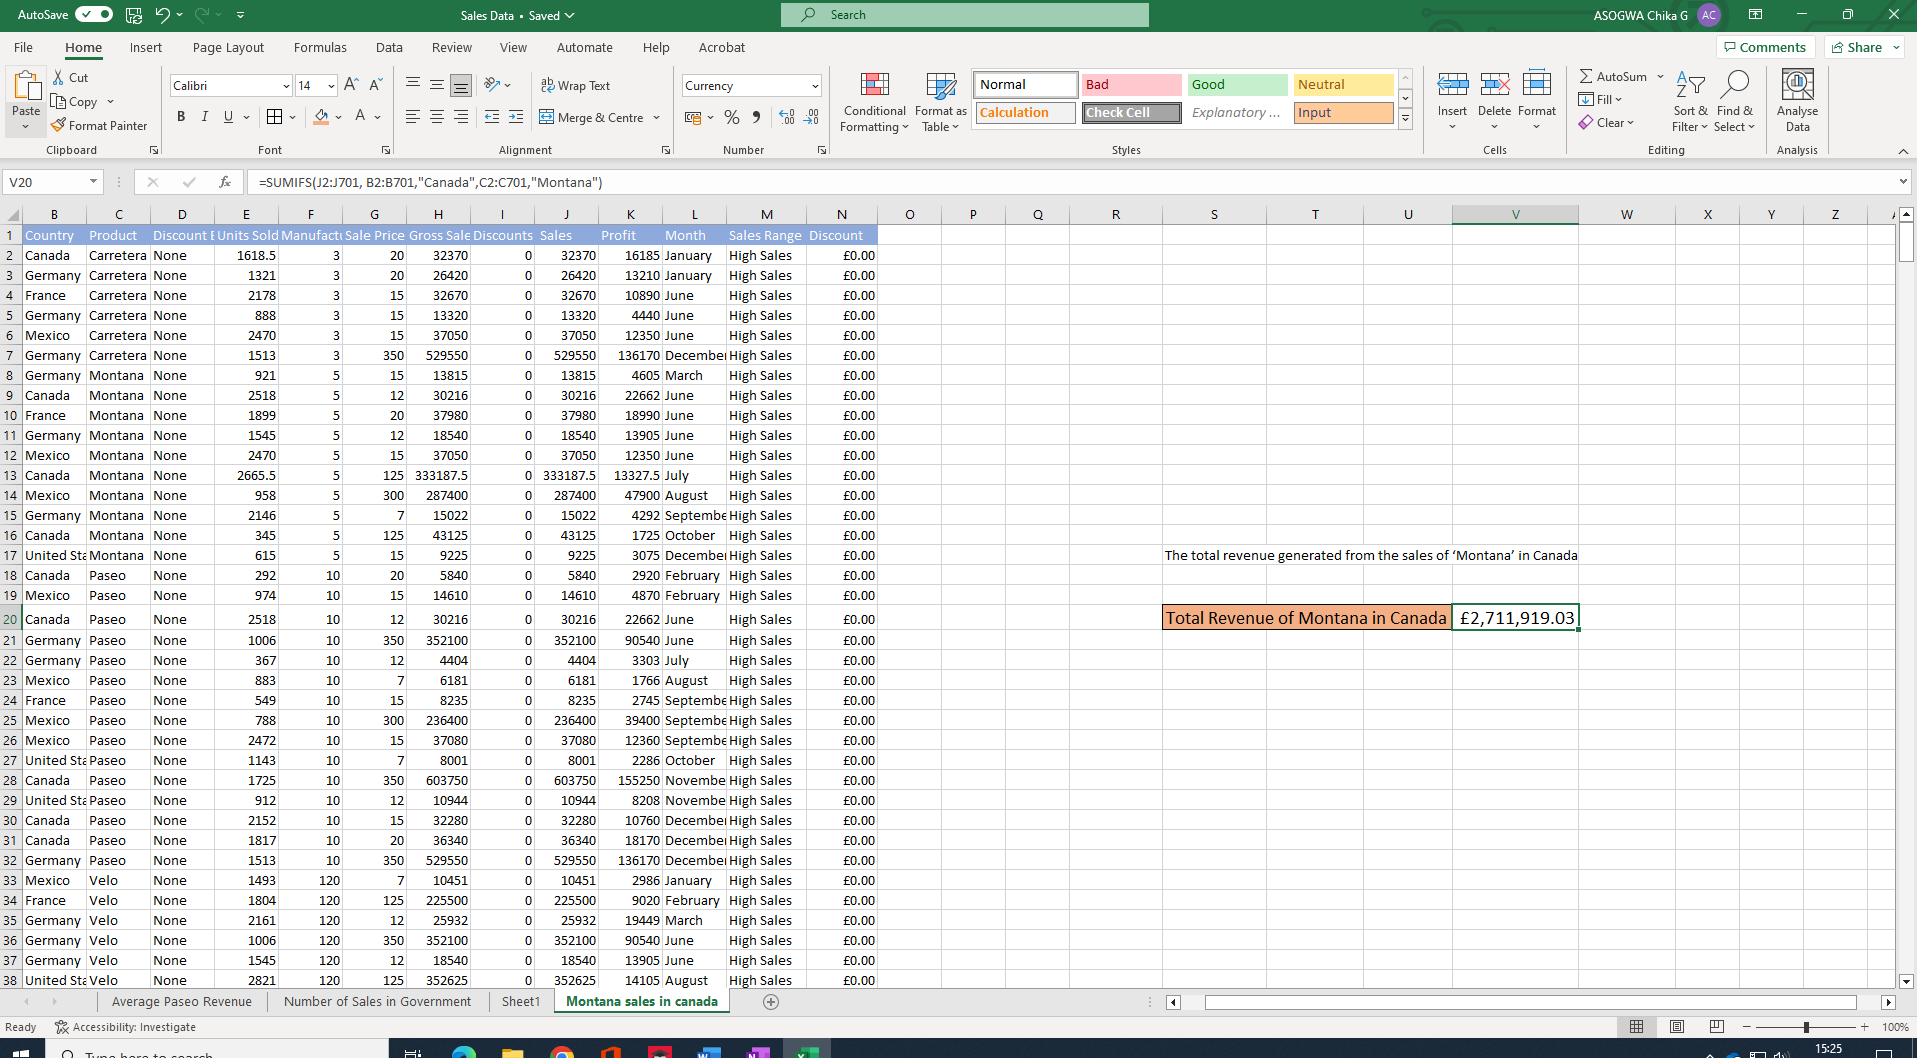 AutoSave
Sales Data • Saved
Search
ASOGWA Chika G
AC
File Home Insert Page Layout Formulas Data Review View Automate Help Acrobat
Comments
Share
Paste
Cut
Copy
Format Painter
Clipboard
Calibri 14
B I U
Font
Wrap Text
Merge & Centre
Alignment
Currency
Number
Conditional Formatting
Format as Table
Normal Bad Good Neutral
Calculation Check Cell Explanatory ... Input
Styles
Insert Delete Format
Cells
AutoSum
Fill
Clear
Sort & Filter
Find & Select
Editing
Analyse Data
Analysis
V20
=SUMIFS(J2:J701, B2:B701,"Canada",C2:C701,"Montana")
B C D E F G H I J K L M N O P Q R S T U V W X Y Z
1 Country Product Discount Units Sold Manufact Sale Price Gross Sale Discounts Sales Profit Month Sales Range Discount
2 Canada Carretera None 1618.5 3 20 32370 0 32370 16185 January High Sales £0.00
3 Germany Carretera None 1321 3 20 26420 0 26420 13210 January High Sales £0.00
4 France Carretera None 2178 3 15 32670 0 32670 10890 June High Sales £0.00
5 Germany Carretera None 888 3 15 13320 0 13320 4440 June High Sales £0.00
6 Mexico Carretera None 2470 3 15 37050 0 37050 12350 June High Sales £0.00
7 Germany Carretera None 1513 3 350 529550 0 529550 136170 December High Sales £0.00
8 Germany Montana None 921 5 15 13815 0 13815 4605 March High Sales £0.00
9 Canada Montana None 2518 5 12 30216 0 30216 22662 June High Sales £0.00
10 France Montana None 1899 5 20 37980 0 37980 18990 June High Sales £0.00
11 Germany Montana None 1545 5 12 18540 0 18540 13905 June High Sales £0.00
12 Mexico Montana None 2470 5 15 37050 0 37050 12350 June High Sales £0.00
13 Canada Montana None 2665.5 5 125 333187.5 0 333187.5 13327.5 July High Sales £0.00
14 Mexico Montana None 958 5 300 287400 0 287400 47900 August High Sales £0.00
15 Germany Montana None 2146 5 7 15022 0 15022 4292 Septembe High Sales £0.00
16 Canada Montana None 345 5 125 43125 0 43125 1725 October High Sales £0.00
17 United Sta Montana None 615 5 15 9225 0 9225 3075 December High Sales £0.00 The total revenue generated from the sales of ‘Montana’ in Canada
18 Canada Paseo None 292 10 20 5840 0 5840 2920 February High Sales £0.00
19 Mexico Paseo None 974 10 15 14610 0 14610 4870 February High Sales £0.00
20 Canada Paseo None 2518 10 12 30216 0 30216 22662 June High Sales £0.00 Total Revenue of Montana in Canada £2,711,919.03
21 Germany Paseo None 1006 10 350 352100 0 352100 90540 June High Sales £0.00
22 Germany Paseo None 367 10 12 4404 0 4404 3303 July High Sales £0.00
23 Mexico Paseo None 883 10 7 6181 0 6181 1766 August High Sales £0.00
24 France Paseo None 549 10 15 8235 0 8235 2745 Septembe High Sales £0.00
25 Mexico Paseo None 788 10 300 236400 0 236400 39400 Septembe High Sales £0.00
26 Mexico Paseo None 2472 10 15 37080 0 37080 12360 Septembe High Sales £0.00
27 United Sta Paseo None 1143 10 7 8001 0 8001 2286 October High Sales £0.00
28 Canada Paseo None 1725 10 350 603750 0 603750 155250 Novembe High Sales £0.00
29 United Sta Paseo None 912 10 12 10944 0 10944 8208 Novembe High Sales £0.00
30 Canada Paseo None 2152 10 15 32280 0 32280 10760 December High Sales £0.00
31 Canada Paseo None 1817 10 20 36340 0 36340 18170 December High Sales £0.00
32 Germany Paseo None 1513 10 350 529550 0 529550 136170 December High Sales £0.00
33 Mexico Velo None 1493 120 7 10451 0 10451 2986 January High Sales £0.00
34 France Velo None 1804 120 125 225500 0 225500 9020 February High Sales £0.00
35 Germany Velo None 2161 120 12 25932 0 25932 19449 March High Sales £0.00
36 Germany Velo None 1006 120 350 352100 0 352100 90540 June High Sales £0.00
37 Germany Velo None 1545 120 12 18540 0 18540 13905 June High Sales £0.00
38 United Sta Velo None 2821 120 125 352625 0 352625 14105 August High Sales £0.00
Average Paseo Revenue Number of Sales in Government Sheet1 Montana sales in canada
Ready Accessibility: Investigate 100%
Type here to search
15:25